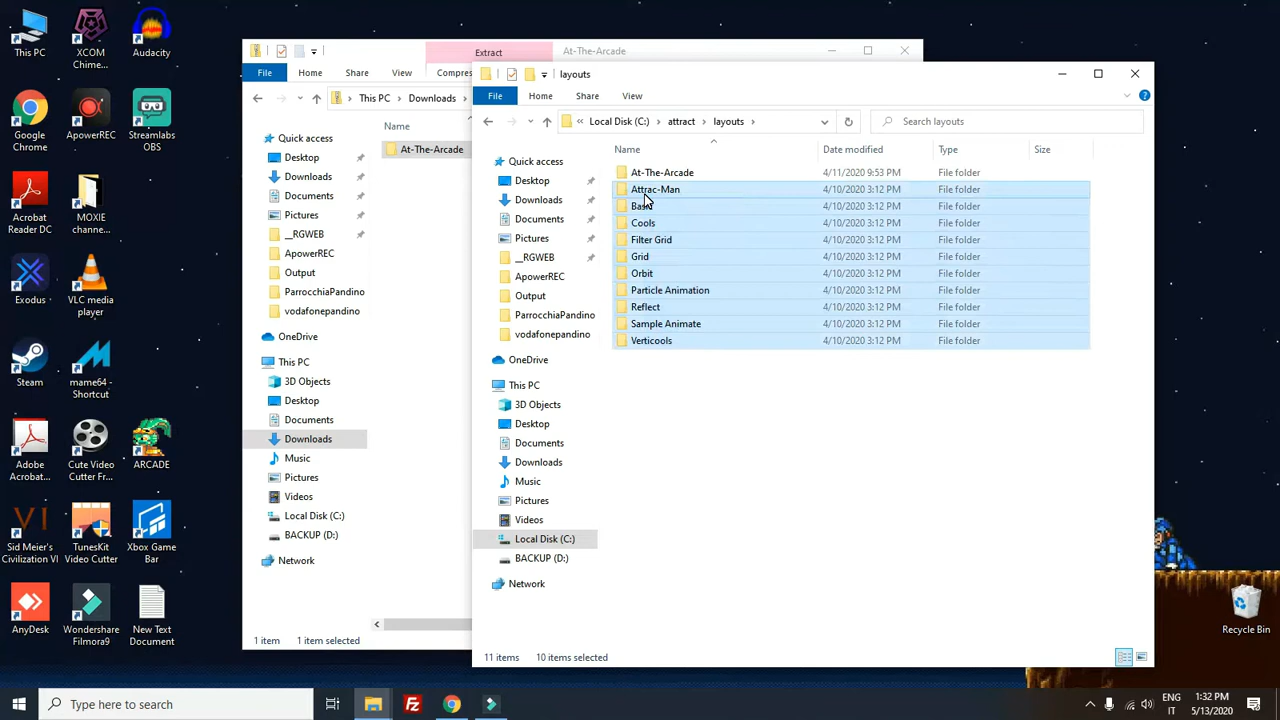 This PC
XCOM Chime...
Audacity
Google Chrome
ApowerREC
Streamlabs
Acrobat Reader DC
MOXIE channe...
Pictures
Exodus
VLC media player
Steam
mame64 - Shortcut
Adobe Acrobat...
Cute Video Cutter Fr...
ARCADE
Sid Meier's Civilization VI
TunesKit Video Cutter
Xbox Game Bar
AnyDesk
Wondershare Filmora9
New Text Document
Recycle Bin
Extract
At-The-Arcade
File
Home
Share
View
Compres
This PC
Downloads
Name
At-The-Arcade
Quick access
Desktop
Downloads
Documents
Pictures
__RGWEB
ApowerREC
Output
ParrocchiaPandino
vodafonepandino
OneDrive
This PC
3D Objects
Desktop
Documents
Downloads
Music
Pictures
Videos
Local Disk (C:)
BACKUP (D:)
Network
1 item
1 item selected
layouts
File
Home
Share
View
« Local Disk (C:) > attract > layouts >
Search layouts
Quick access
Desktop
Downloads
Documents
Pictures
__RGWEB
ApowerREC
Output
ParrocchiaPandino
vodafonepandino
OneDrive
This PC
3D Objects
Desktop
Documents
Downloads
Music
Pictures
Videos
Local Disk (C:)
BACKUP (D:)
Network
Name Date modified Type Size
At-The-Arcade 4/11/2020 9:53 PM File folder
Attrac-Man 4/10/2020 3:12 PM File folder
Basic 4/10/2020 3:12 PM File folder
Cools 4/10/2020 3:12 PM File folder
Filter Grid 4/10/2020 3:12 PM File folder
Grid 4/10/2020 3:12 PM File folder
Orbit 4/10/2020 3:12 PM File folder
Particle Animation 4/10/2020 3:12 PM File folder
Reflect 4/10/2020 3:12 PM File folder
Sample Animate 4/10/2020 3:12 PM File folder
Verticools 4/10/2020 3:12 PM File folder
11 items 10 items selected
Type here to search
ENG
IT
1:32 PM
5/13/2020